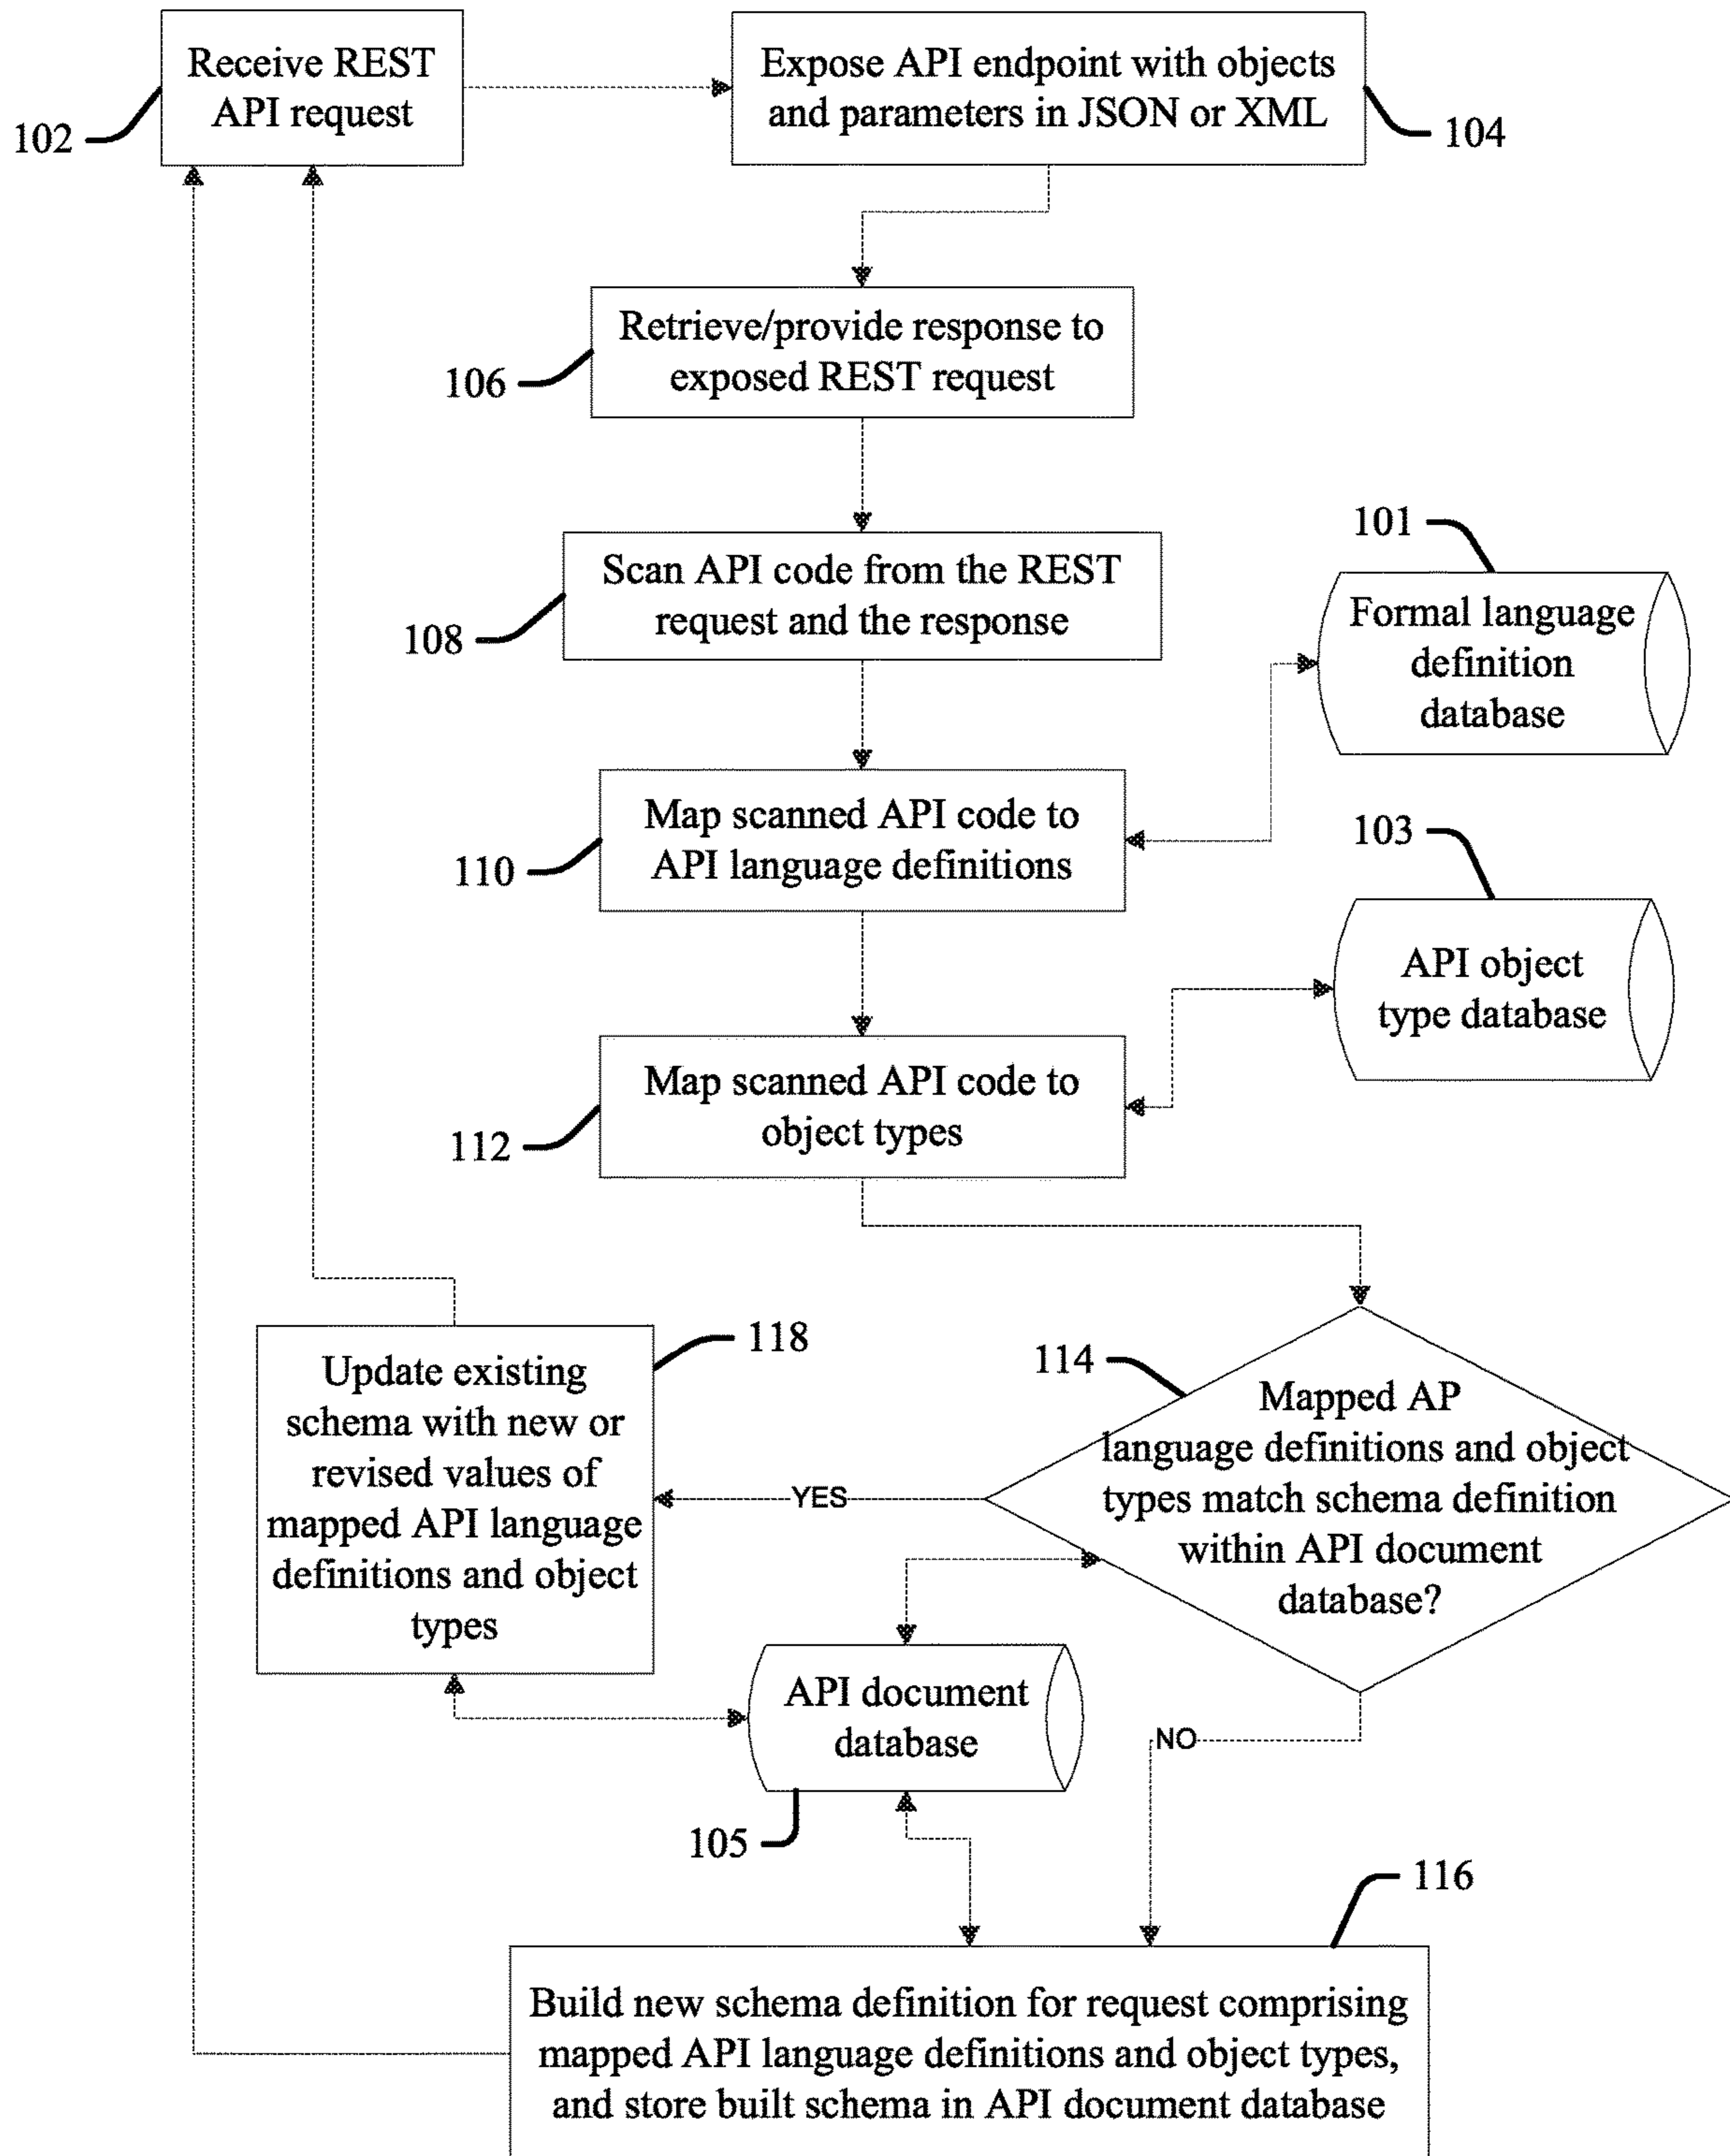 Receive REST
API request
102
Expose API endpoint with objects
and parameters in JSON or XML
104
Retrieve/provide response to
exposed REST request
106
Scan API code from the REST
request and the response
108
101
Formal language
definition
database
Map scanned API code to
API language definitions
110
103
API object
type database
Map scanned API code to
object types
112
118
Update existing
schema with new or
revised values of
mapped API language
definitions and object
types
114
Mapped AP
language definitions and object
types match schema definition
within API document
database?
YES
API document
database
NO
105
116
Build new schema definition for request comprising
mapped API language definitions and object types,
and store built schema in API document database